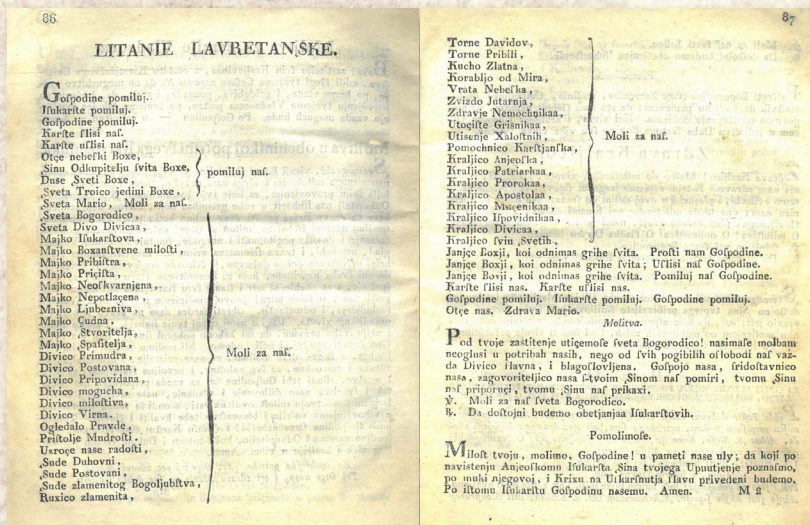 86
LITANIE LAVRETANSKE.
Goſpodine pomiluj.
Iſukarſte pomiluj.
Goſpodine pomiluj.
Karſte ſliſi naſ.
Karſte uſliſi naſ.
Otçe nebeſki Boxe,
Sinu Odkupitelju ſvita Boxe,
Duse Sveti Boxe,
Sveta Troico jedini Boxe,
pomiluj naſ.
Sveta Mario, Moli za naſ.
Sveta Bogorodico,
Sveta Divo Divicaa,
Majko Iſukarſtova,
Majko Boxanſtvene miloſti,
Majko Pribiſtra,
Majko Priçiſta,
Majko Neoſkvarnjena,
Majko Nepotlaçena,
Majko Ljubezniva,
Majko Çudna,
Majko Stvoritelja,
Majko Spaſitelja,
Divico Primudra,
Divico Poſtovana,
Divico Pripovidana,
Divico mogucha,
Divico miloſtiva,
Divico Virna.
Ogledalo Pravde,
Priſtolje Mudroſti.
Uzroçe nase radoſti,
Sude Duhovni,
Sude Poſtovani,
Sude zlamenitog Bogoljubſtva,
Ruxico zlamenita,
Moli za naſ.
87
Torne Davidov,
Torne Pribili,
Kucho Zlatna,
Korabljo od Mira,
Vrata Nebeſka,
Zvizdo Jutarnja,
Zdravje Nemochnikaa,
Utoçiſte Griſnikaa,
Utiſenje Xaloſtnih,
Pomochnico Karſtjanſka,
Kraljico Anjeoſka,
Kraljico Patriarkaa,
Kraljico Prorokaa,
Kraljico Apoſtolaa,
Kraljico Muçenikaa,
Kraljico Iſpovidnikaa,
Kraljico Divicaa,
Kraljico ſviu Svetih,
Moli za naſ.
Janjçe Boxji, koi odnimas grihe ſvita. Proſti nam Goſpodine.
Janjçe Boxji, koi odnimas grihe ſvita; Uſliſi naſ Goſpodine.
Janjçe Boxji, koi odnimas grihe ſvita. Pomiluj naſ Goſpodine.
Karſte ſliſi nas. Karſte uſliſi nas.
Goſpodine pomiluj. Iſukarſte pomiluj. Goſpodine pomiluj.
Otçe nas. Zdrava Mario.
Molitva.
Pod tvoje zaſtitenje utiçemoſe ſveta Bogorodico! naſimaſe molbam
neogluſi u potribah nasih, nego od ſvih pogibilih oſlobodi naſ vaz-
da Divico ſlavna, i blagoſlovljena. Goſpojo nasa, ſridoſtavnico
nasa, zagovoriteljico nasa ſ-tvoim Sinom naſ pomiri, tvomu Sinu
naſ priporuçi, tvomu Sinu naſ prikaxi.
℣. Moli za naſ ſveta Bogorodico.
℟. Da doſtojni budemo obetjanjaa Iſukarſtovih.
Pomolimoſe.
Miloſt tvoju, molimo, Goſpodine! u pameti nase uly; da koji po
naviſtenju Anjeoſkomu Iſukarſta Sina tvojega Upuutjenje poznaſmo,
po muki njegovoj, i Krixu na Uſkarſnutja ſlavu privedeni budemo.
Po iſtomu Iſukarſtu Goſpodinu nasemu. Amen. M 2